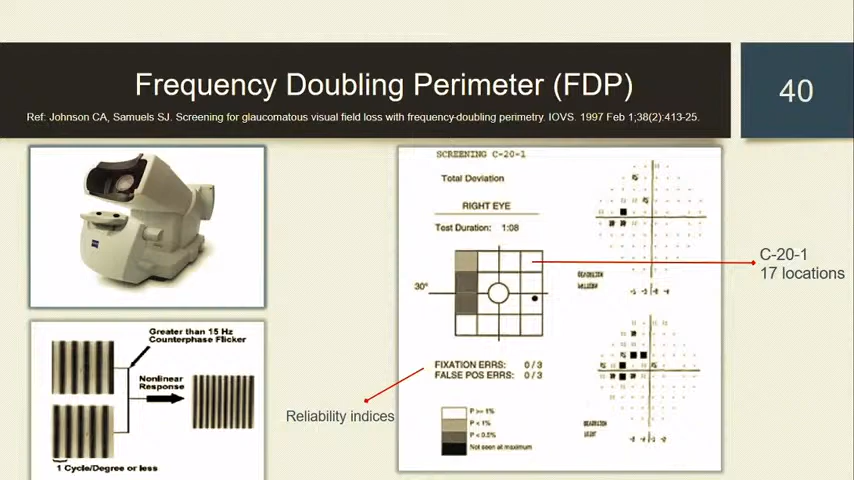 Frequency Doubling Perimeter (FDP)
40
Ref: Johnson CA, Samuels SJ. Screening for glaucomatous visual field loss with frequency-doubling perimetry. IOVS. 1997 Feb 1;38(2):413-25.
SCREENING C-20-1
Total Deviation
RIGHT EYE
Test Duration: 1:08
30°
C-20-1
17 locations
Greater than 15 Hz
Counterphase Flicker
Nonlinear
Response
1 Cycle/Degree or less
FIXATION ERRS: 0/3
FALSE POS ERRS: 0/3
Reliability indices
P >= 1%
P < 1%
P < 0.5%
Not seen at maximum